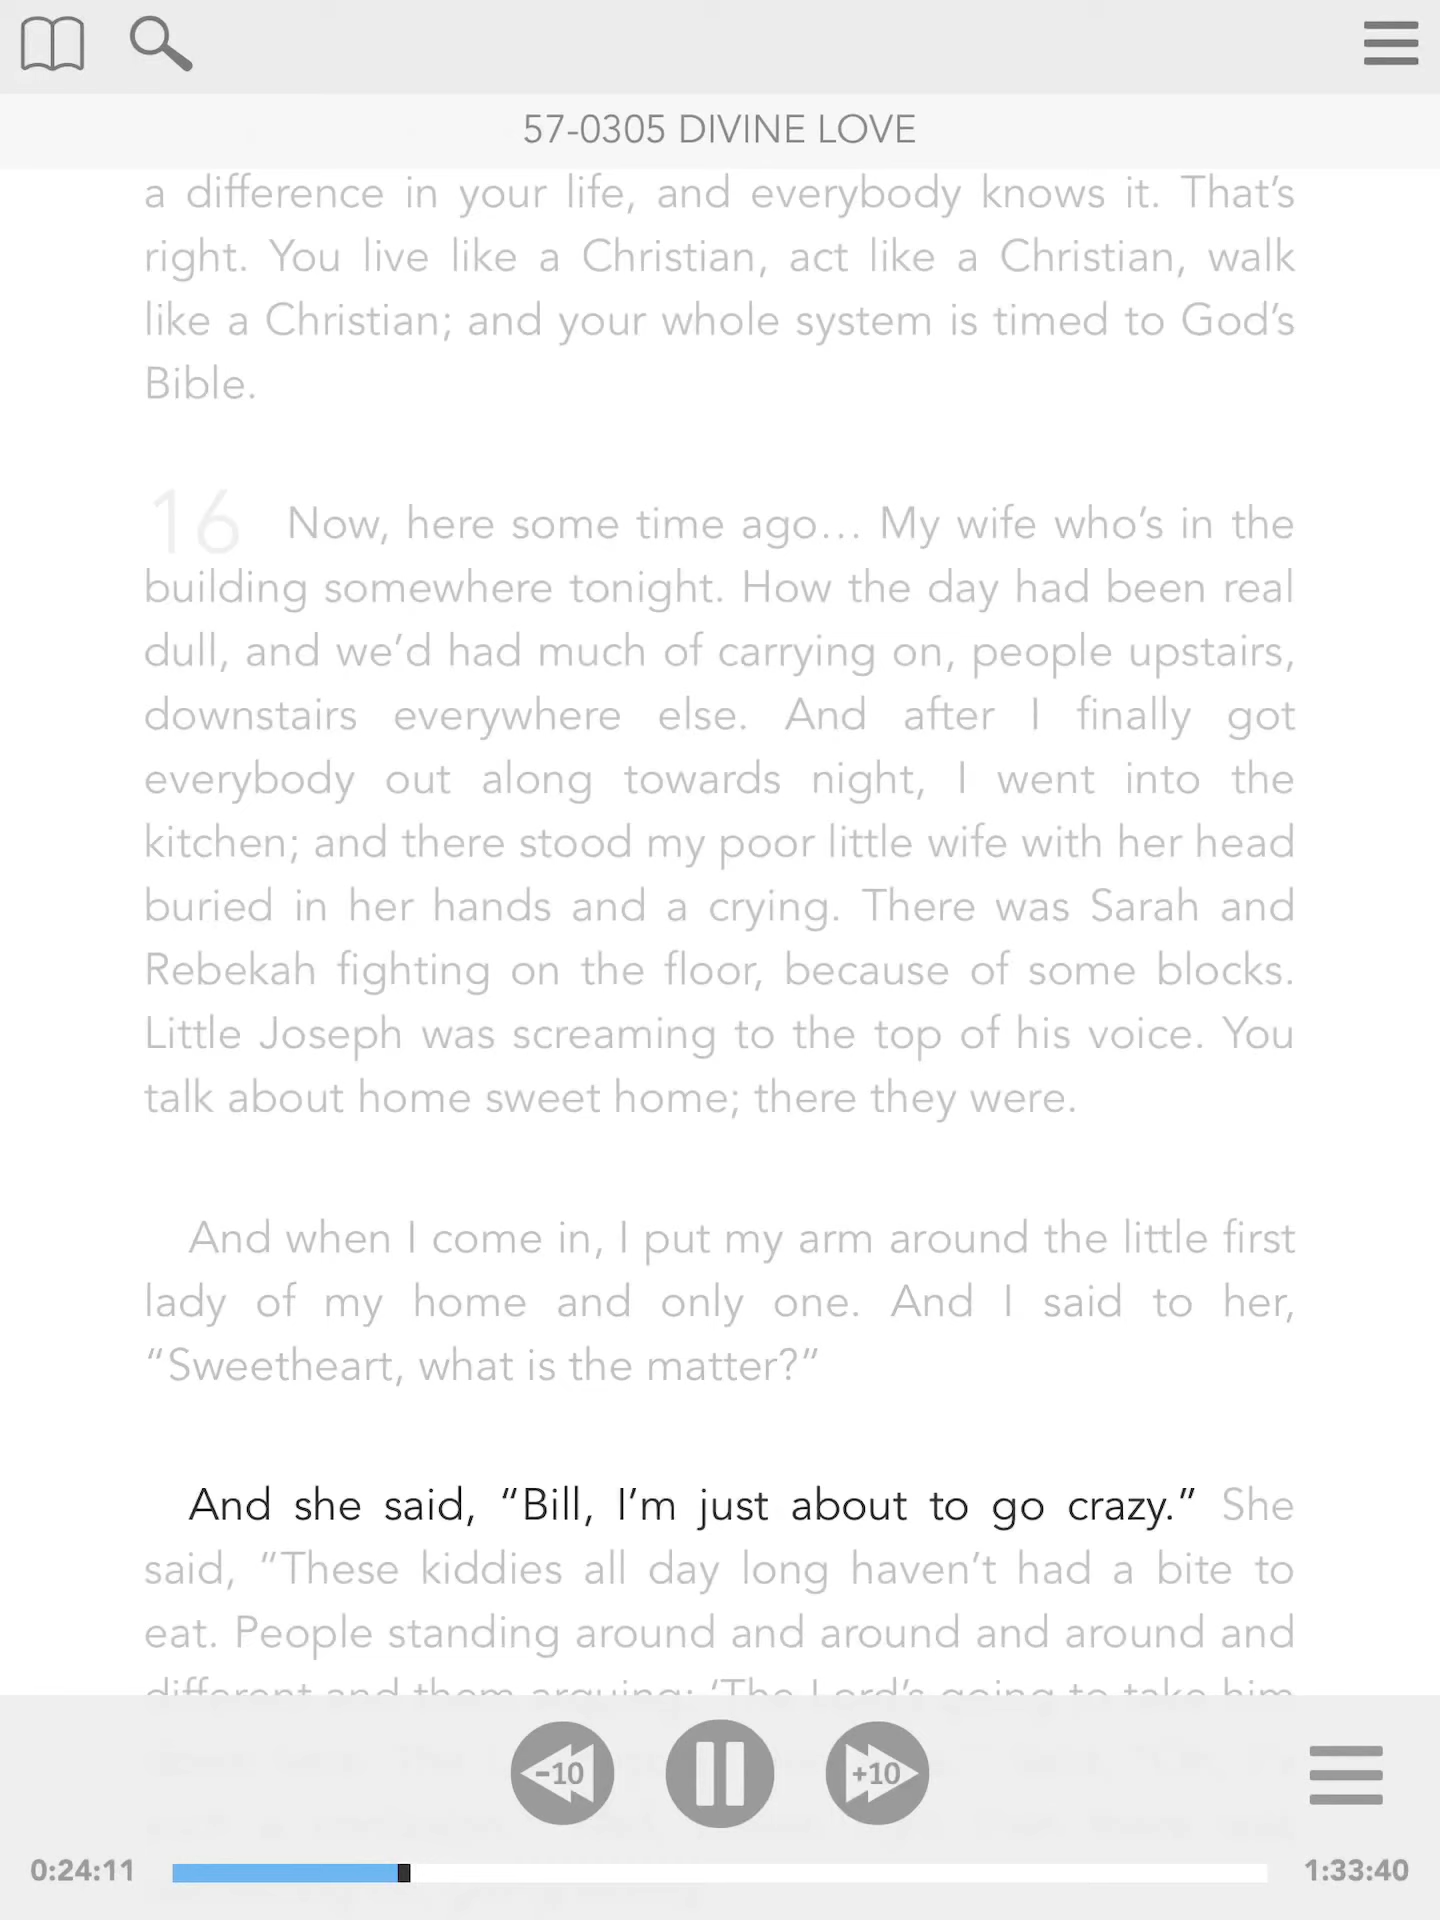 57-0305 DIVINE LOVE
a difference in your life, and everybody knows it. That’s
right. You live like a Christian, act like a Christian, walk
like a Christian; and your whole system is timed to God’s
Bible.
16 Now, here some time ago… My wife who’s in the
building somewhere tonight. How the day had been real
dull, and we’d had much of carrying on, people upstairs,
downstairs everywhere else. And after I finally got
everybody out along towards night, I went into the
kitchen; and there stood my poor little wife with her head
buried in her hands and a crying. There was Sarah and
Rebekah fighting on the floor, because of some blocks.
Little Joseph was screaming to the top of his voice. You
talk about home sweet home; there they were.
And when I come in, I put my arm around the little first
lady of my home and only one. And I said to her,
“Sweetheart, what is the matter?”
And she said, “Bill, I’m just about to go crazy.” She
said, “These kiddies all day long haven’t had a bite to
eat. People standing around and around and around and
different and them arguing; ‘The Lord’s going to take him
-10 +10
0:24:11 1:33:40